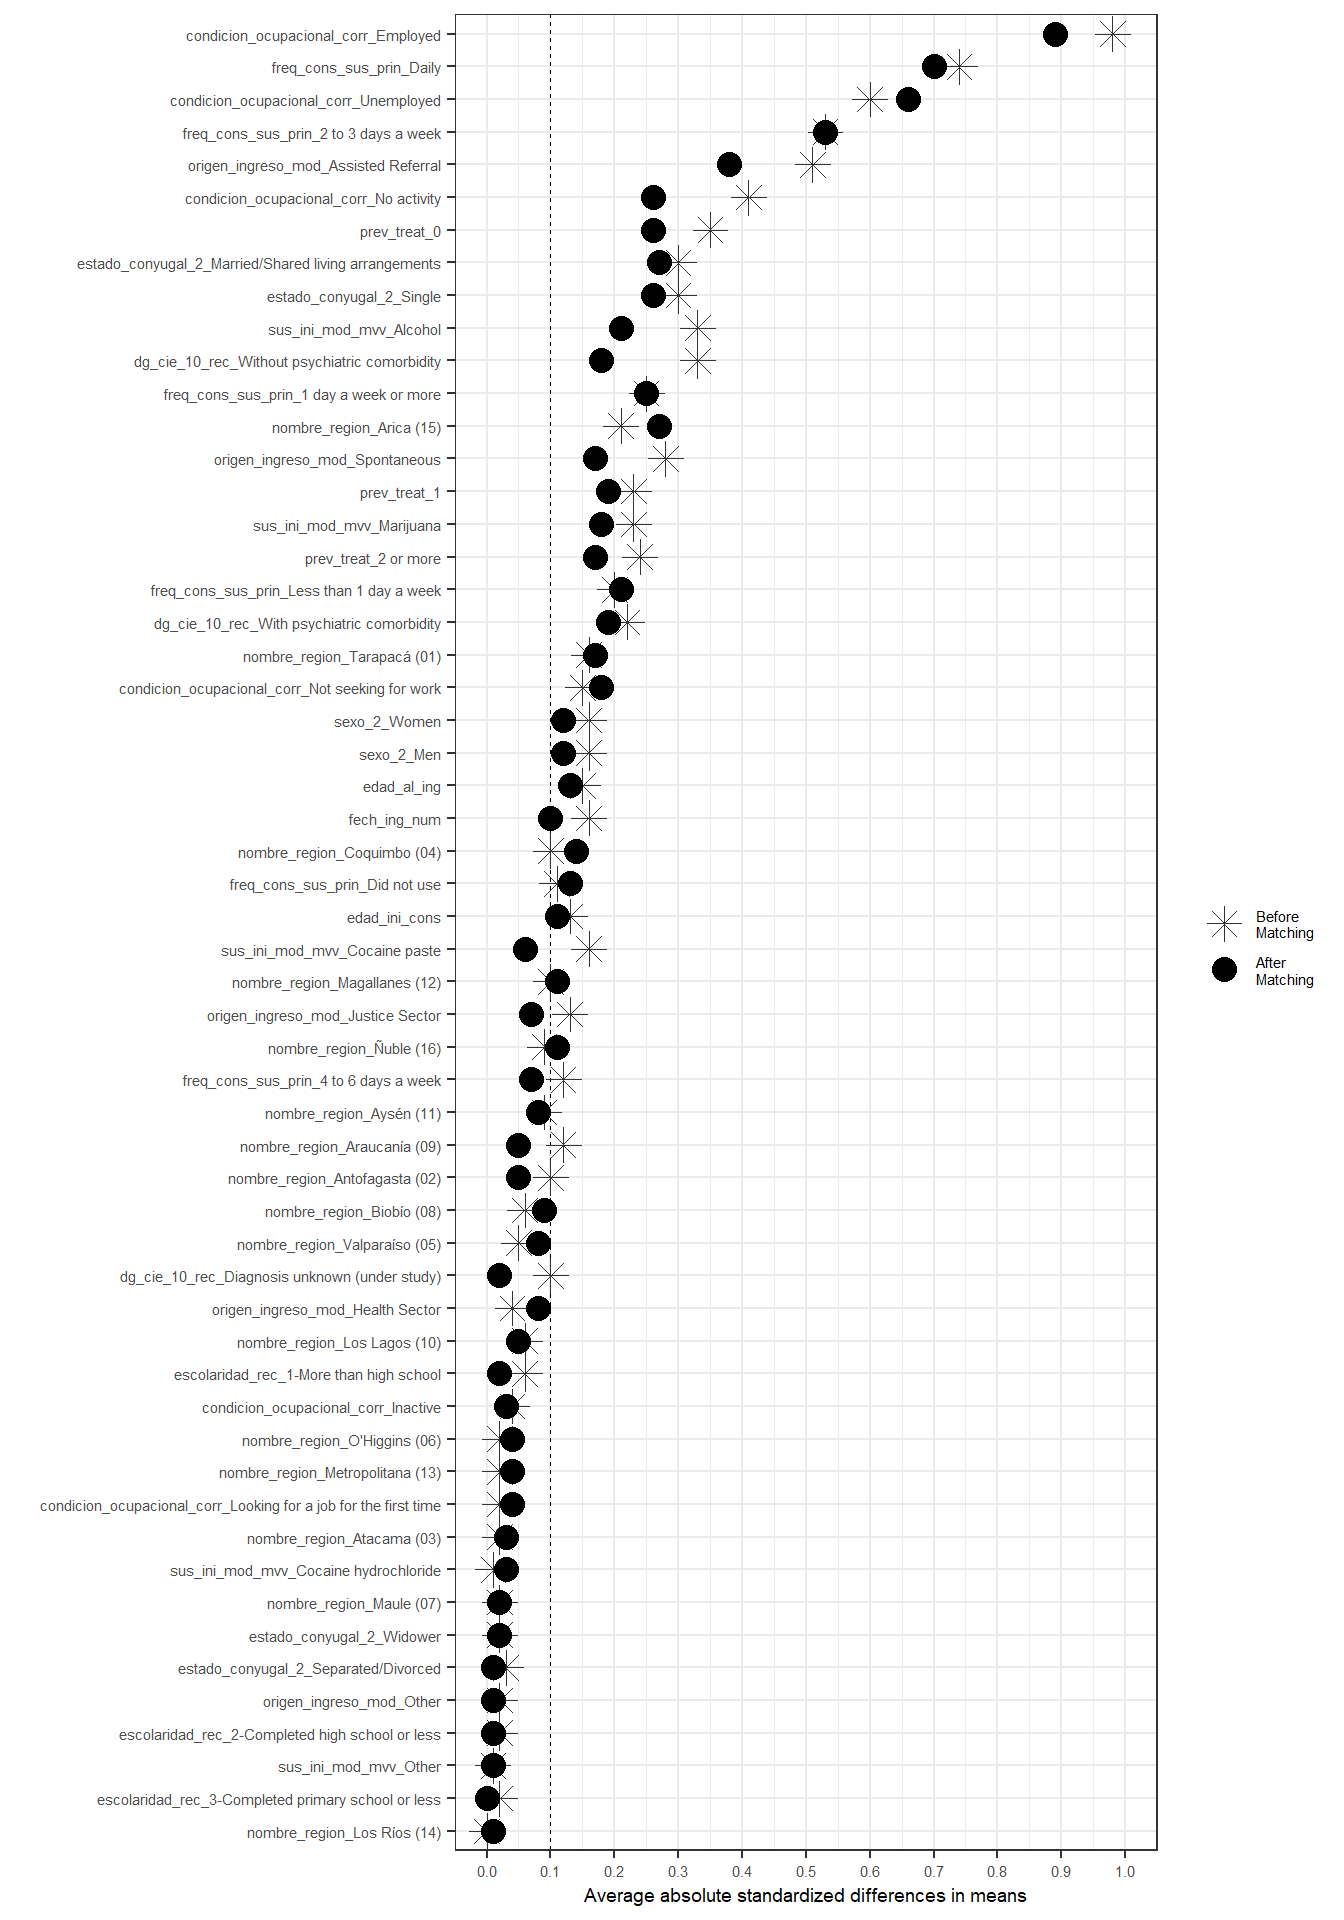 condicion_ocupacional_corr_Employed
freq_cons_sus_prin_Daily
condicion_ocupacional_corr_Unemployed
freq_cons_sus_prin_2 to 3 days a week
origen_ingreso_mod_Assisted Referral
condicion_ocupacional_corr_No activity
prev_treat_0
estado_conyugal_2_Married/Shared living arrangements
estado_conyugal_2_Single
sus_ini_mod_mvv_Alcohol
dg_cie_10_rec_Without psychiatric comorbidity
freq_cons_sus_prin_1 day a week or more
nombre_region_Arica (15)
origen_ingreso_mod_Spontaneous
prev_treat_1
sus_ini_mod_mvv_Marijuana
prev_treat_2 or more
freq_cons_sus_prin_Less than 1 day a week
dg_cie_10_rec_With psychiatric comorbidity
nombre_region_Tarapacá (01)
condicion_ocupacional_corr_Not seeking for work
sexo_2_Women
sexo_2_Men
edad_al_ing
fech_ing_num
nombre_region_Coquimbo (04)
freq_cons_sus_prin_Did not use
edad_ini_cons
sus_ini_mod_mvv_Cocaine paste
nombre_region_Magallanes (12)
origen_ingreso_mod_Justice Sector
nombre_region_Ñuble (16)
freq_cons_sus_prin_4 to 6 days a week
nombre_region_Aysén (11)
nombre_region_Araucanía (09)
nombre_region_Antofagasta (02)
nombre_region_Biobío (08)
nombre_region_Valparaíso (05)
dg_cie_10_rec_Diagnosis unknown (under study)
origen_ingreso_mod_Health Sector
nombre_region_Los Lagos (10)
escolaridad_rec_1-More than high school
condicion_ocupacional_corr_Inactive
nombre_region_O'Higgins (06)
nombre_region_Metropolitana (13)
condicion_ocupacional_corr_Looking for a job for the first time
nombre_region_Atacama (03)
sus_ini_mod_mvv_Cocaine hydrochloride
nombre_region_Maule (07)
estado_conyugal_2_Widower
estado_conyugal_2_Separated/Divorced
origen_ingreso_mod_Other
escolaridad_rec_2-Completed high school or less
sus_ini_mod_mvv_Other
escolaridad_rec_3-Completed primary school or less
nombre_region_Los Ríos (14)
0.0 0.1 0.2 0.3 0.4 0.5 0.6 0.7 0.8 0.9 1.0
Average absolute standardized differences in means
Before
Matching
After
Matching